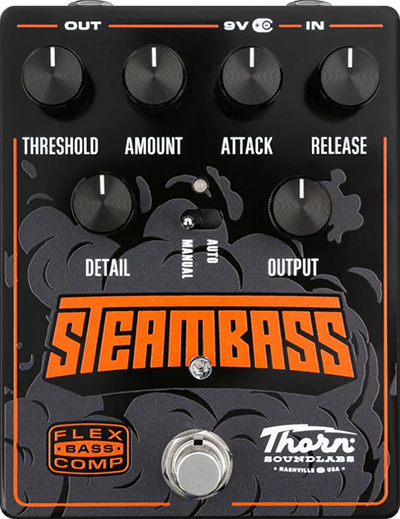 OUT 9V IN
THRESHOLD AMOUNT ATTACK RELEASE
AUTO
MANUAL
DETAIL OUTPUT
STEAMBASS
FLEX
BASS
COMP
Thorn
SOUNDLABS
NASHVILLE USA